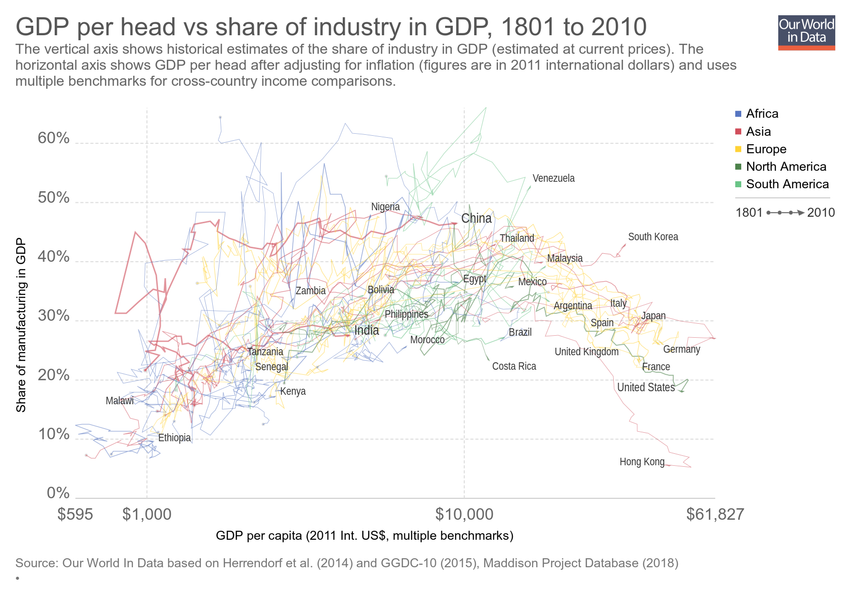 GDP per head vs share of industry in GDP, 1801 to 2010
Our World
in Data
The vertical axis shows historical estimates of the share of industry in GDP (estimated at current prices). The
horizontal axis shows GDP per head after adjusting for inflation (figures are in 2011 international dollars) and uses
multiple benchmarks for cross-country income comparisons.
Africa
Asia
Europe
North America
South America
1801 2010
Share of manufacturing in GDP
60%
50%
40%
30%
20%
10%
0%
Venezuela
Nigeria
China
Thailand
South Korea
Malaysia
Egypt
Mexico
Zambia
Bolivia
Argentina
Italy
Philippines
Japan
India
Spain
Brazil
Morocco
Tanzania
United Kingdom
Germany
Senegal
Costa Rica
France
Kenya
United States
Malawi
Ethiopia
Hong Kong
$595
$1,000
$10,000
$61,827
GDP per capita (2011 Int. US$, multiple benchmarks)
Source: Our World In Data based on Herrendorf et al. (2014) and GGDC-10 (2015), Maddison Project Database (2018)
•